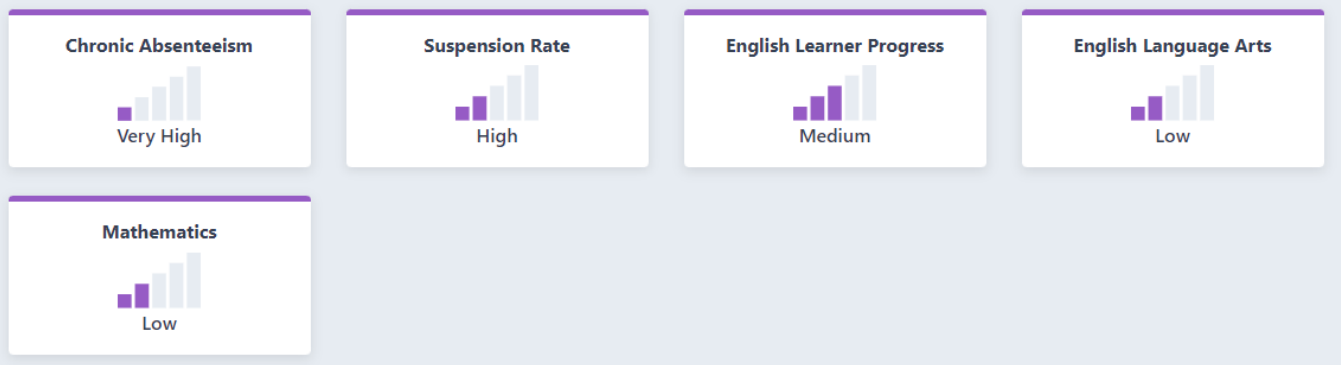 Chronic Absenteeism
Very High
Suspension Rate
High
English Learner Progress
Medium
English Language Arts
Low
Mathematics
Low